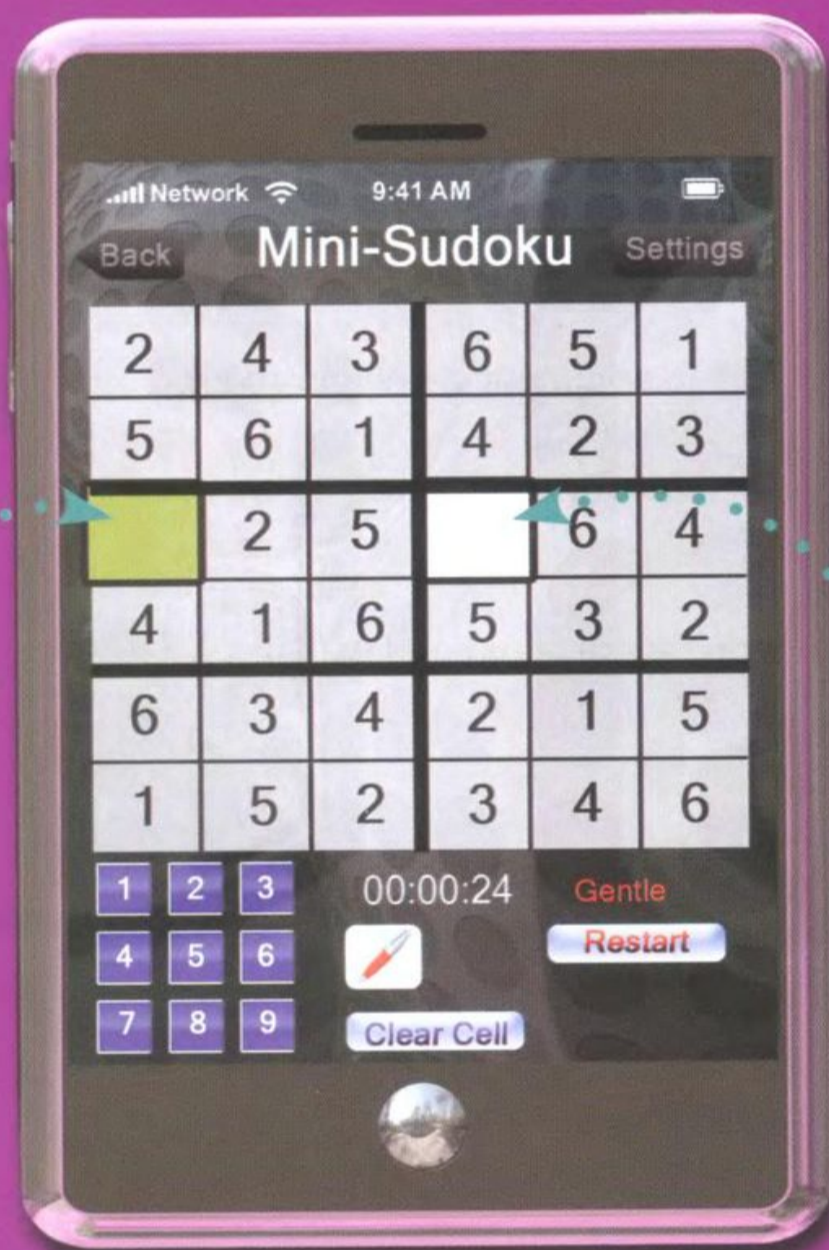 Network 9:41 AM
Back Mini-Sudoku Settings
2 4 3 6 5 1
5 6 1 4 2 3
2 5 6 4
4 1 6 5 3 2
6 3 4 2 1 5
1 5 2 3 4 6
1 2 3 00:00:24 Gentle
4 5 6 Restart
7 8 9 Clear Cell